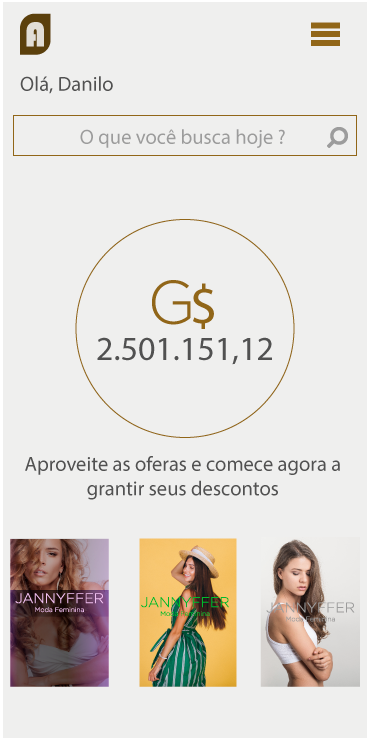 A
Olá, Danilo
O que você busca hoje ?
G$
2.501.151,12
Aproveite as oferas e comece agora a
grantir seus descontos
JANNYFFER
Moda Feminina
JANNYFFER
Moda Feminina
JANNYFFER
Moda Feminina